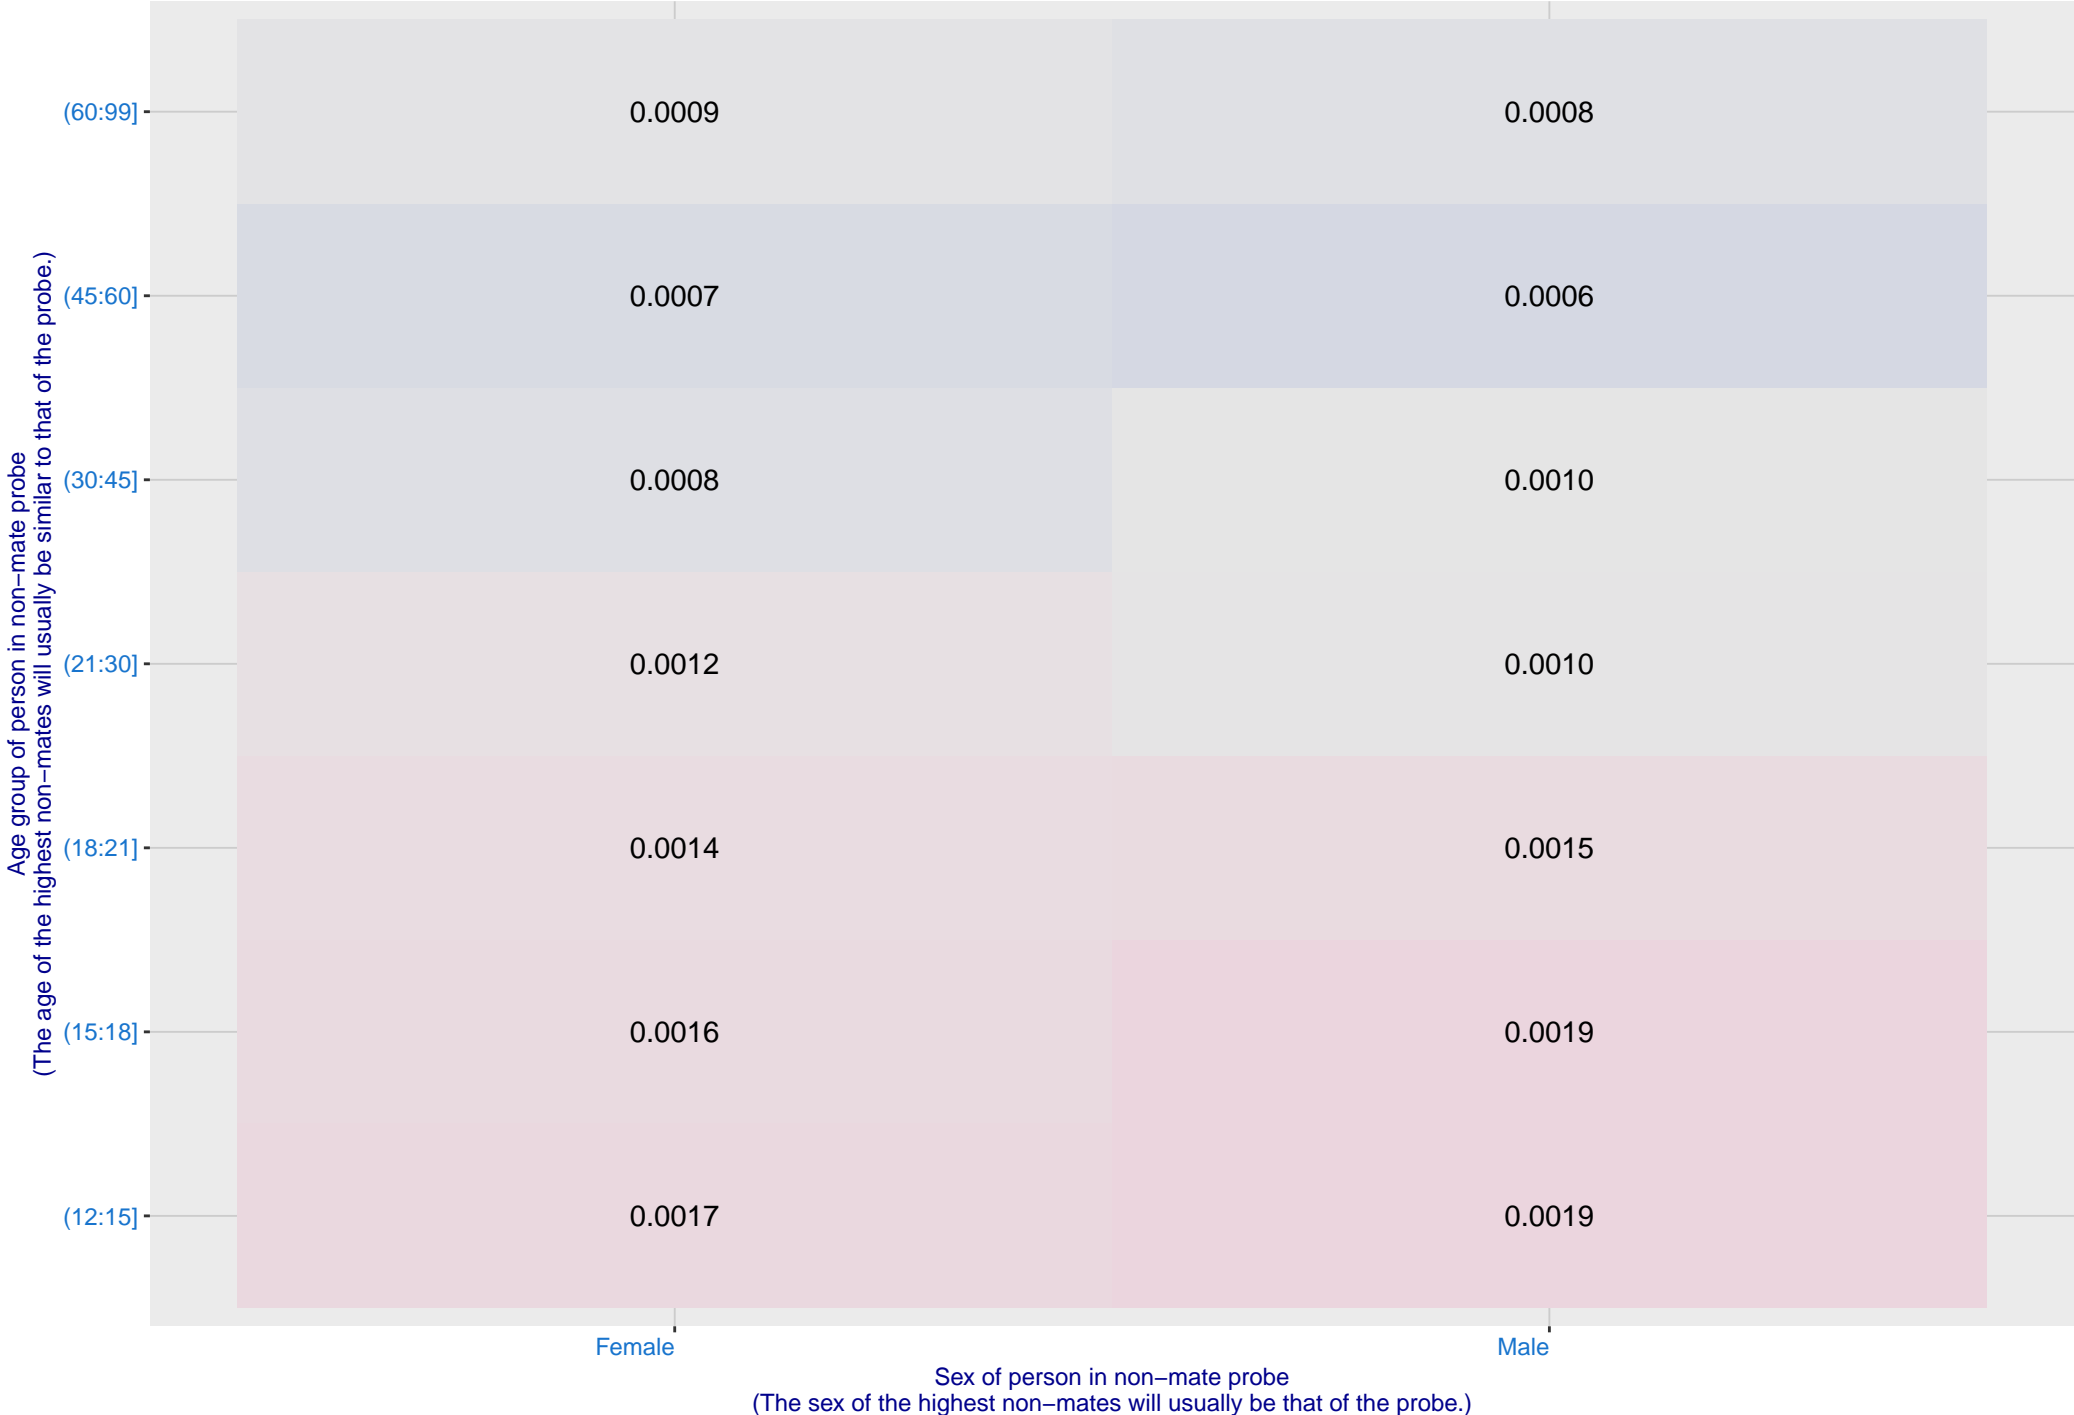 Age group of person in non−mate probe
(The age of the highest non−mates will usually be similar to that of the probe.)
(60:99] 0.0009 0.0008
(45:60] 0.0007 0.0006
(30:45] 0.0008 0.0010
(21:30] 0.0012 0.0010
(18:21] 0.0014 0.0015
(15:18] 0.0016 0.0019
(12:15] 0.0017 0.0019
Female Male
Sex of person in non−mate probe
(The sex of the highest non−mates will usually be that of the probe.)